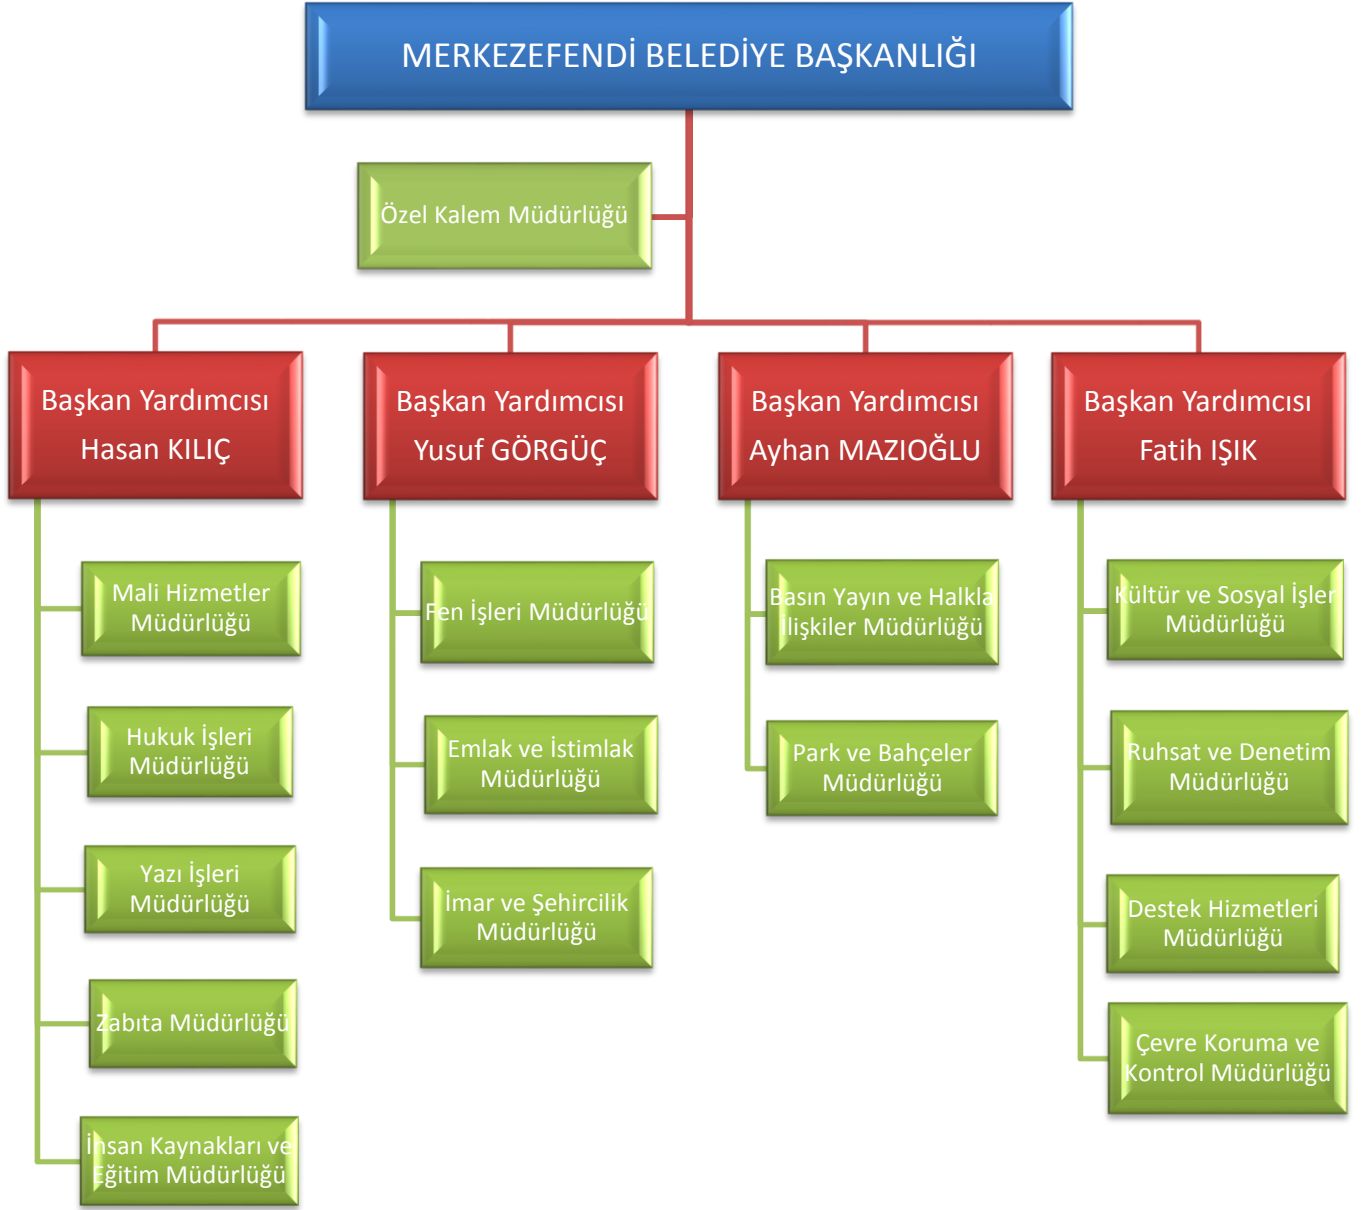 MERKEZEFENDİ BELEDİYE BAŞKANLIĞI
Özel Kalem Müdürlüğü
Başkan Yardımcısı
Hasan KILIÇ
Mali Hizmetler
Müdürlüğü
Hukuk İşleri
Müdürlüğü
Yazı İşleri
Müdürlüğü
Zabıta Müdürlüğü
İnsan Kaynakları ve
Eğitim Müdürlüğü
Başkan Yardımcısı
Yusuf GÖRGÜÇ
Fen İşleri Müdürlüğü
Emlak ve İstimlak
Müdürlüğü
İmar ve Şehircilik
Müdürlüğü
Başkan Yardımcısı
Ayhan MAZIOĞLU
Basın Yayın ve Halkla
İlişkiler Müdürlüğü
Park ve Bahçeler
Müdürlüğü
Başkan Yardımcısı
Fatih IŞIK
Kültür ve Sosyal İşler
Müdürlüğü
Ruhsat ve Denetim
Müdürlüğü
Destek Hizmetleri
Müdürlüğü
Çevre Koruma ve
Kontrol Müdürlüğü